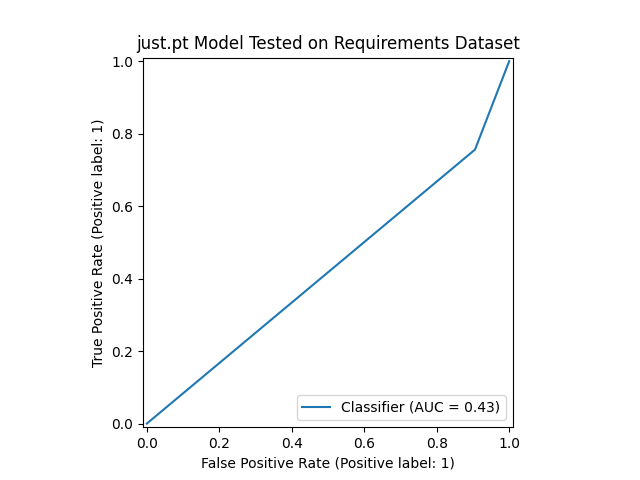 just.pt Model Tested on Requirements Dataset
1.0
0.8
0.6
0.4
0.2
0.0
True Positive Rate (Positive label: 1)
Classifier (AUC = 0.43)
0.0 0.2 0.4 0.6 0.8 1.0
False Positive Rate (Positive label: 1)